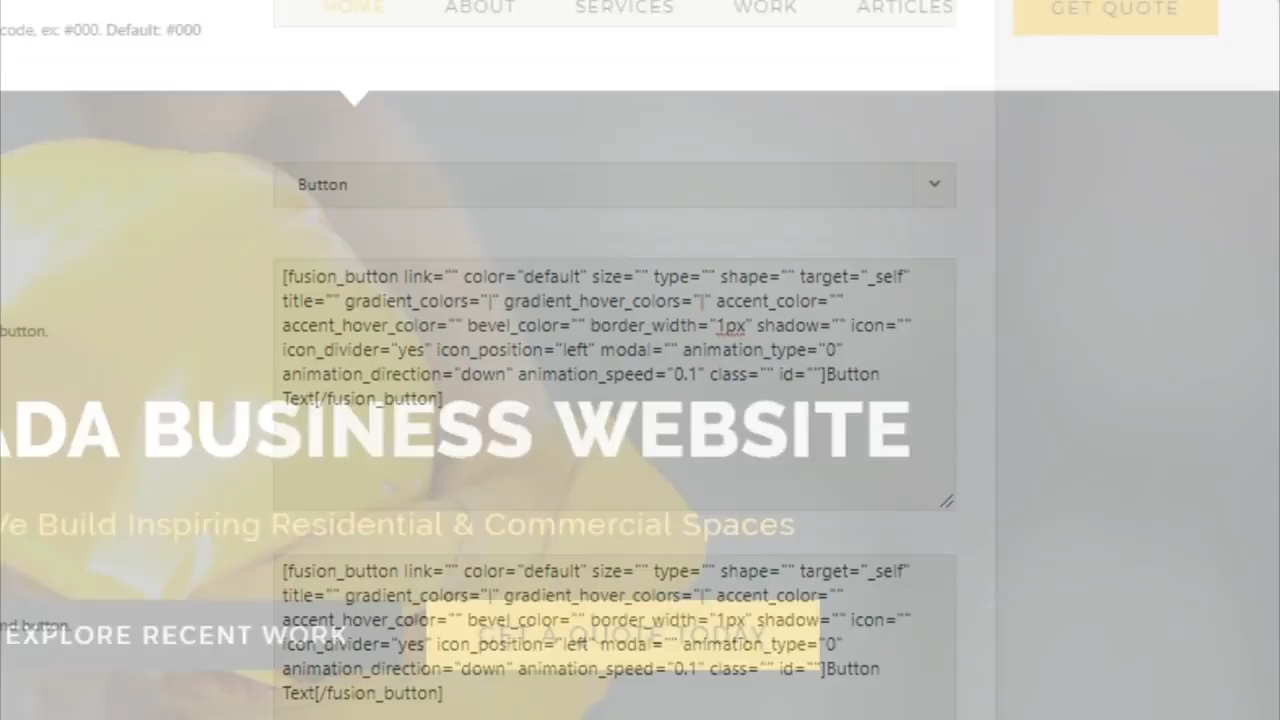 HOME ABOUT SERVICES WORK ARTICLES GET QUOTE
code, ex: #000. Default: #000
Button
[fusion_button link="" color="default" size="" type="" shape="" target="_self"
title="" gradient_colors="|" gradient_hover_colors="|" accent_color=""
accent_hover_color="" bevel_color="" border_width="1px" shadow="" icon=""
button.
icon_divider="yes" icon_position="left" modal="" animation_type="0"
animation_direction="down" animation_speed="0.1" class="" id=""]Button
Text[/fusion_button]
ADA BUSINESS WEBSITE
We Build Inspiring Residential & Commercial Spaces
[fusion_button link="" color="default" size="" type="" shape="" target="_self"
title="" gradient_colors="|" gradient_hover_colors="|" accent_color=""
accent_hover_color="" bevel_color="" border_width="1px" shadow="" icon=""
nd button.
EXPLORE RECENT WORK
GET A QUOTE TODAY
icon_divider="yes" icon_position="left" modal="" animation_type="0"
animation_direction="down" animation_speed="0.1" class="" id=""]Button
Text[/fusion_button]